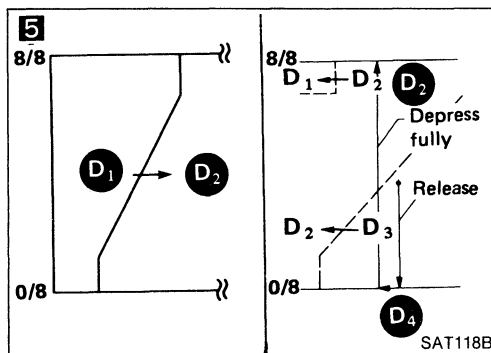 5
8/8
D1 → D2
0/8
8/8
D1 ← D2
D2
Depress
fully
Release
D2 ← D3
0/8
D4
SAT118B